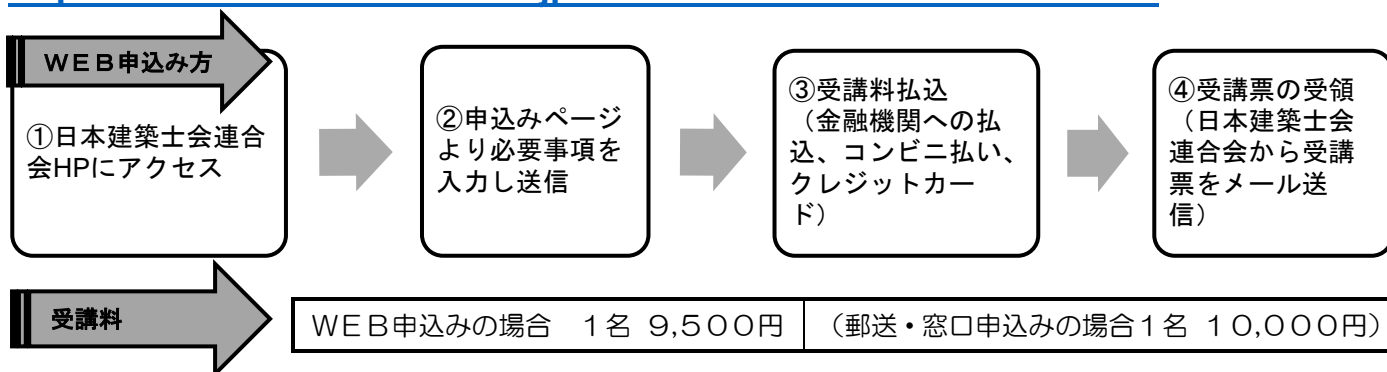 WEB申込み方
①日本建築士会連合
会HPにアクセス
②申込みページ
より必要事項を
入力し送信
③受講料払込
（金融機関への払
込、コンビニ払い、
クレジットカー
ド）
④受講票の受領
（日本建築士会
連合会から受講
票をメール送
信）
受講料
WEB申込みの場合　1名 9,500円
（郵送・窓口申込みの場合1名 10,000円）